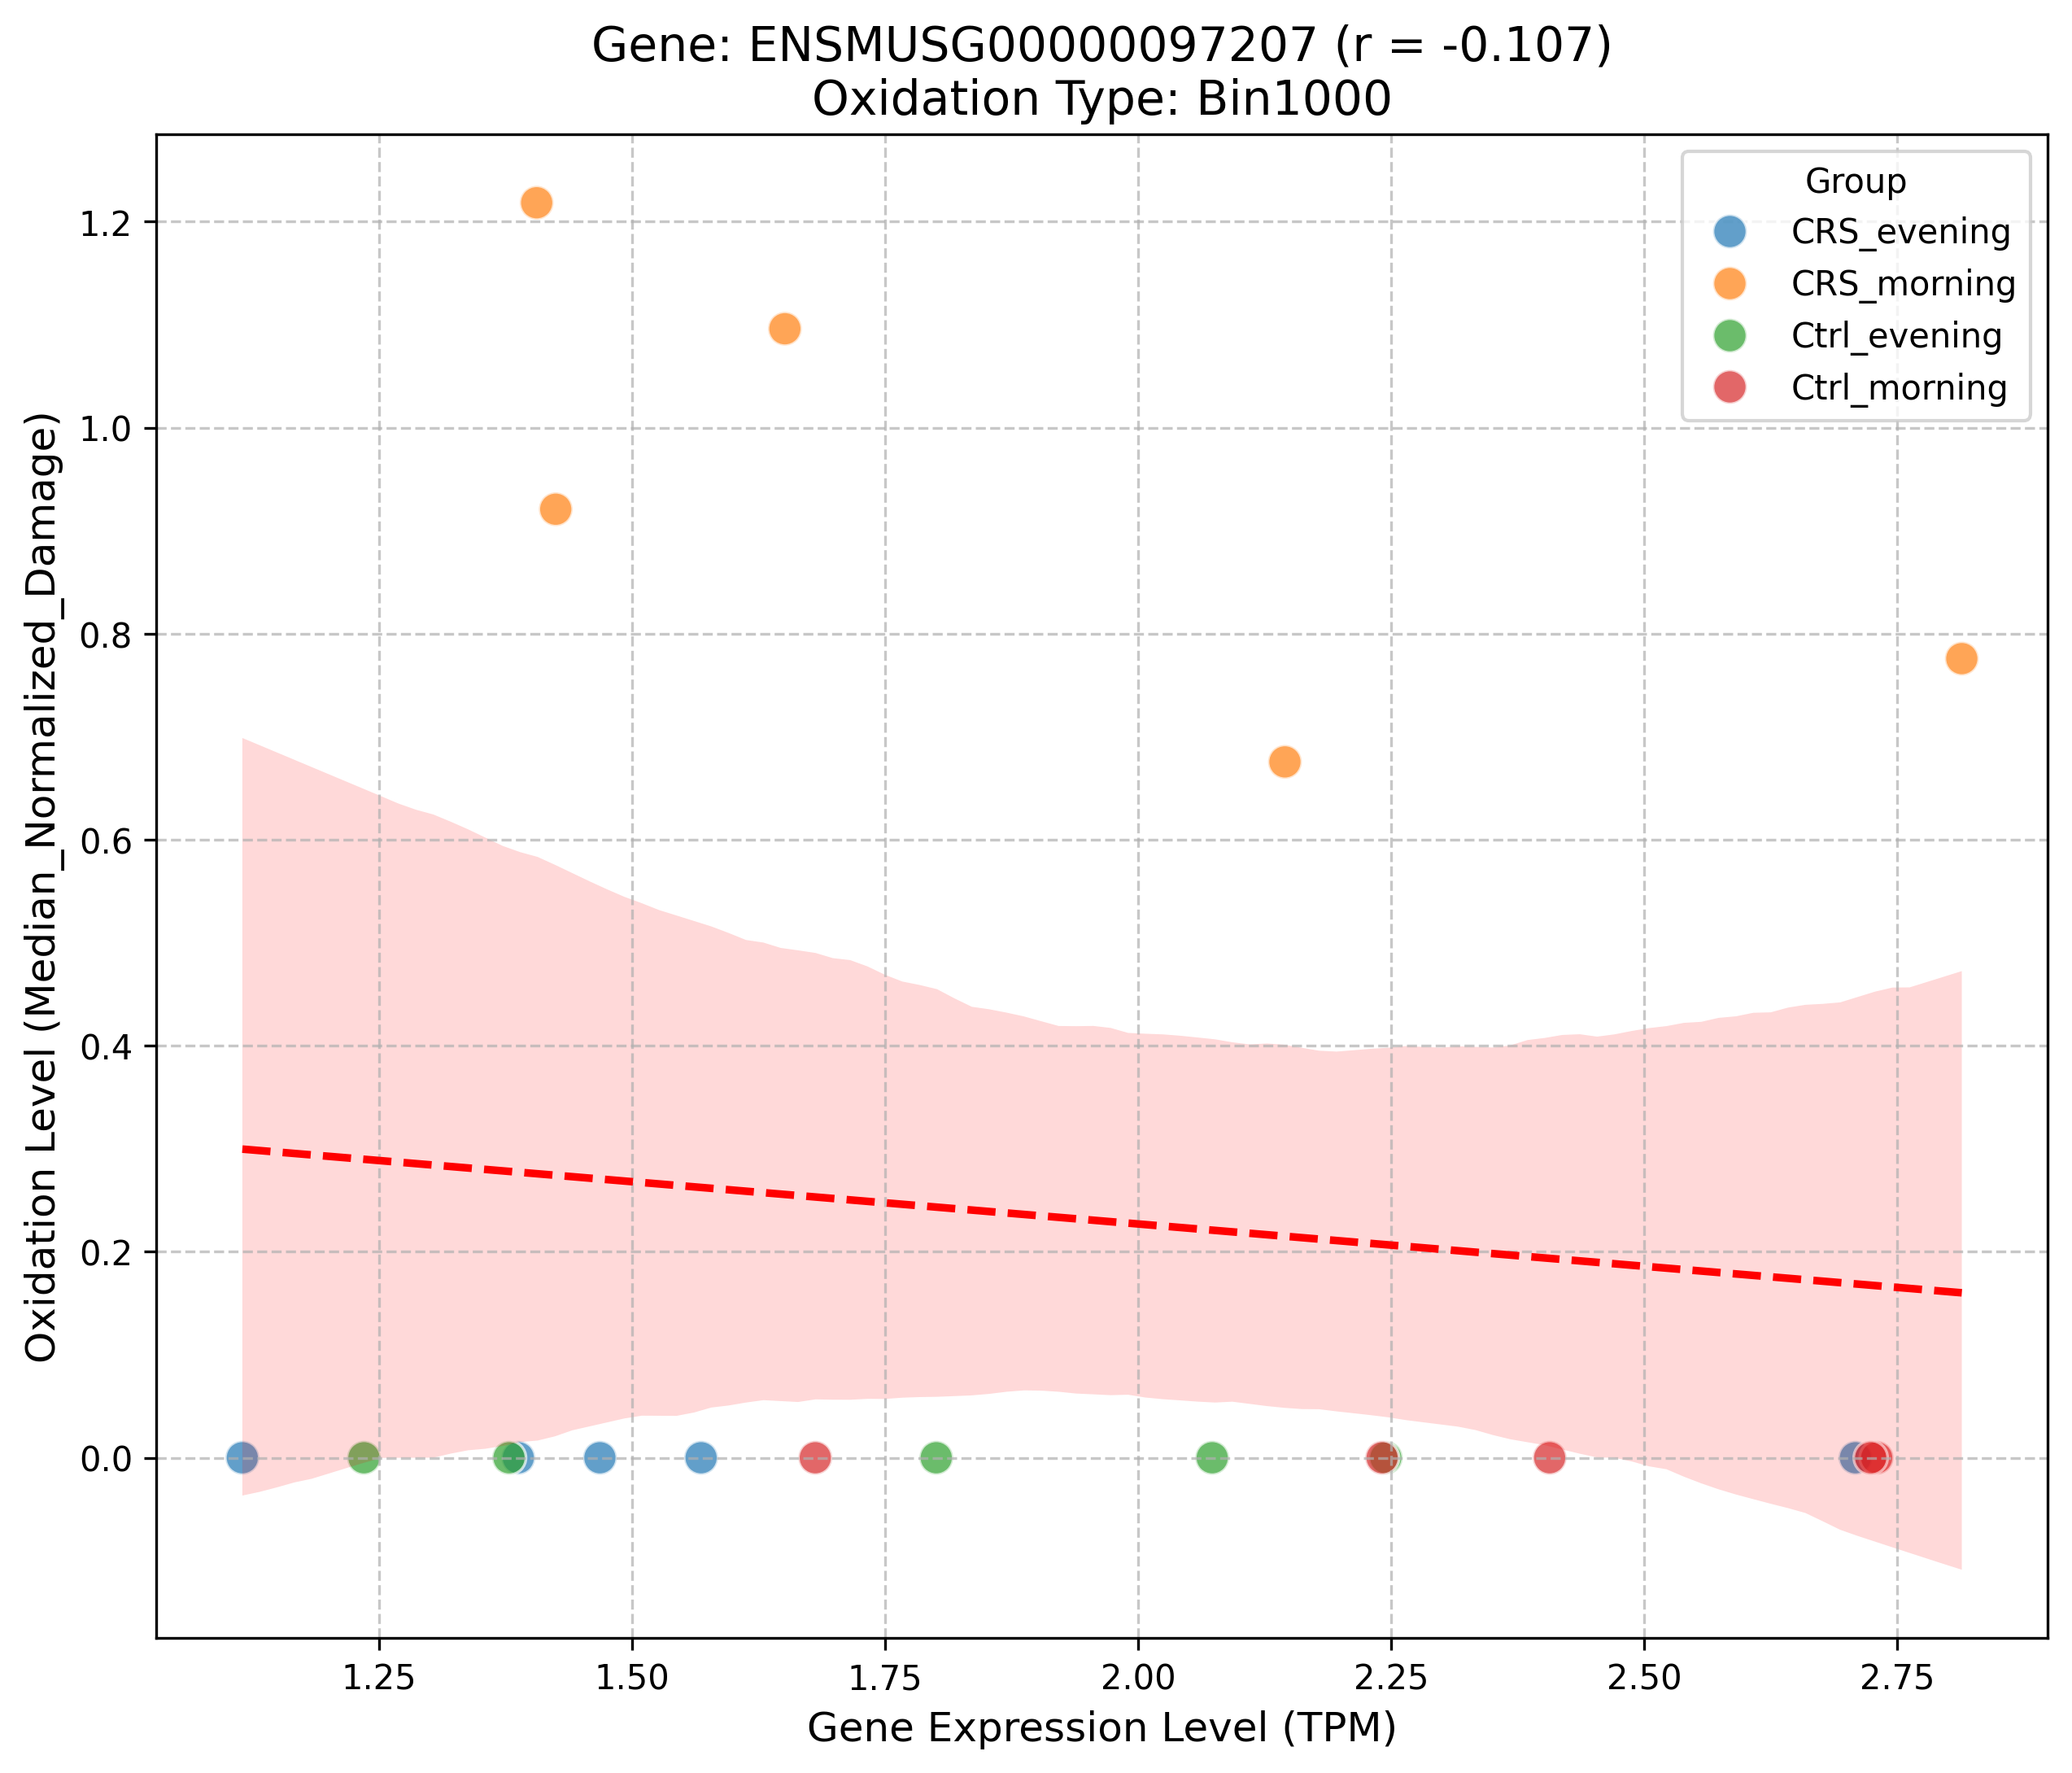 Gene: ENSMUSG00000097207 (r = -0.107)
Oxidation Type: Bin1000
Group
CRS_evening
CRS_morning
Ctrl_evening
Ctrl_morning
Oxidation Level (Median_Normalized_Damage)
1.2
1.0
0.8
0.6
0.4
0.2
0.0
1.25
1.50
1.75
2.00
2.25
2.50
2.75
Gene Expression Level (TPM)